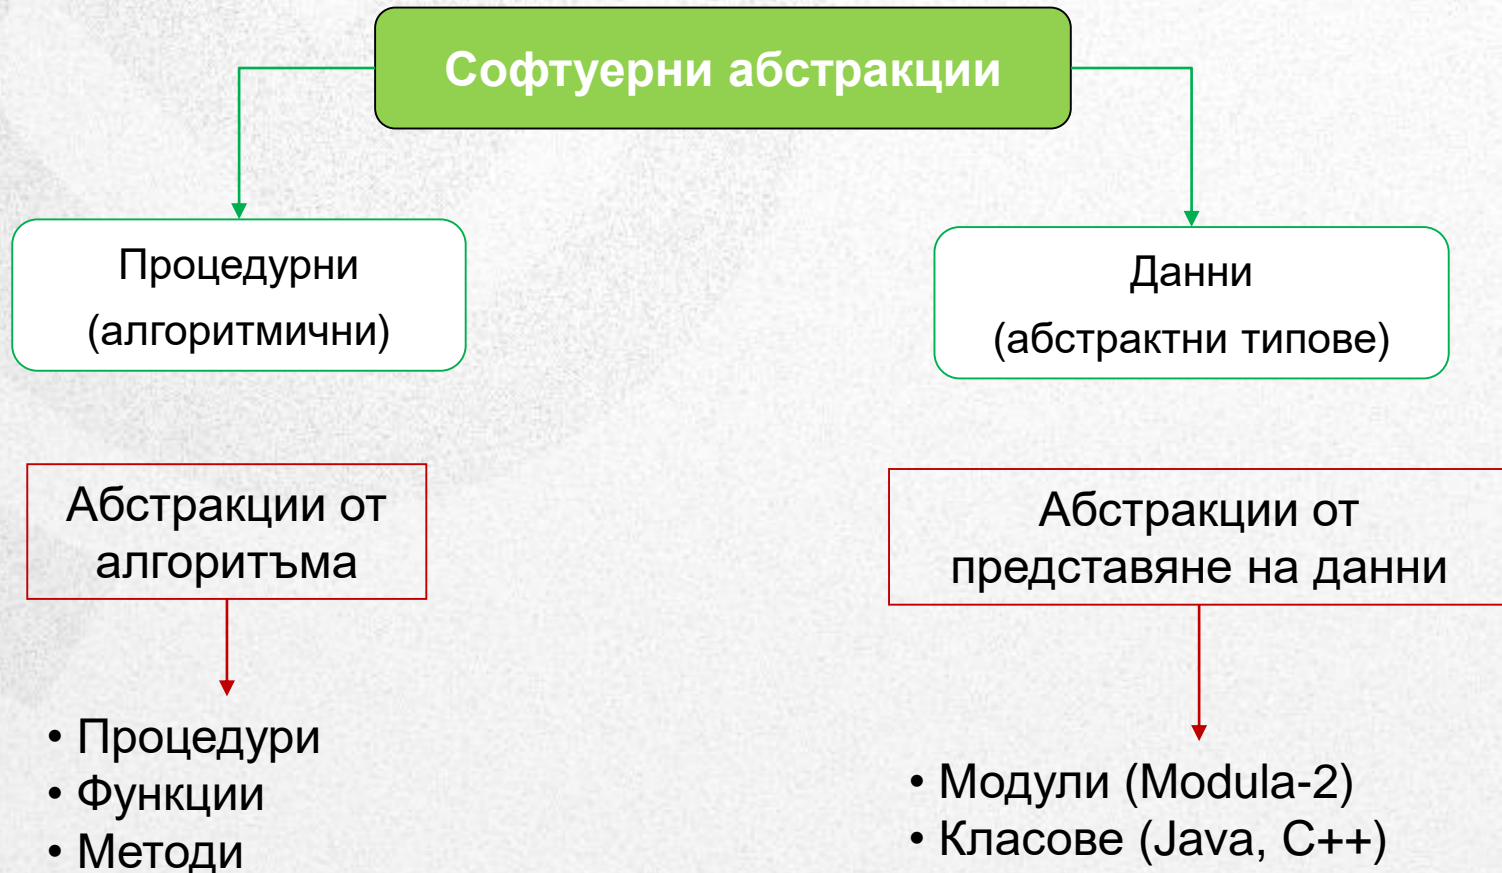 Софтуерни абстракции
Процедурни
(алгоритмични)
Данни
(абстрактни типове)
Абстракции от
алгоритъма
Абстракции от
представяне на данни
• Процедури
• Функции
• Методи
• Модули (Modula-2)
• Класове (Java, C++)